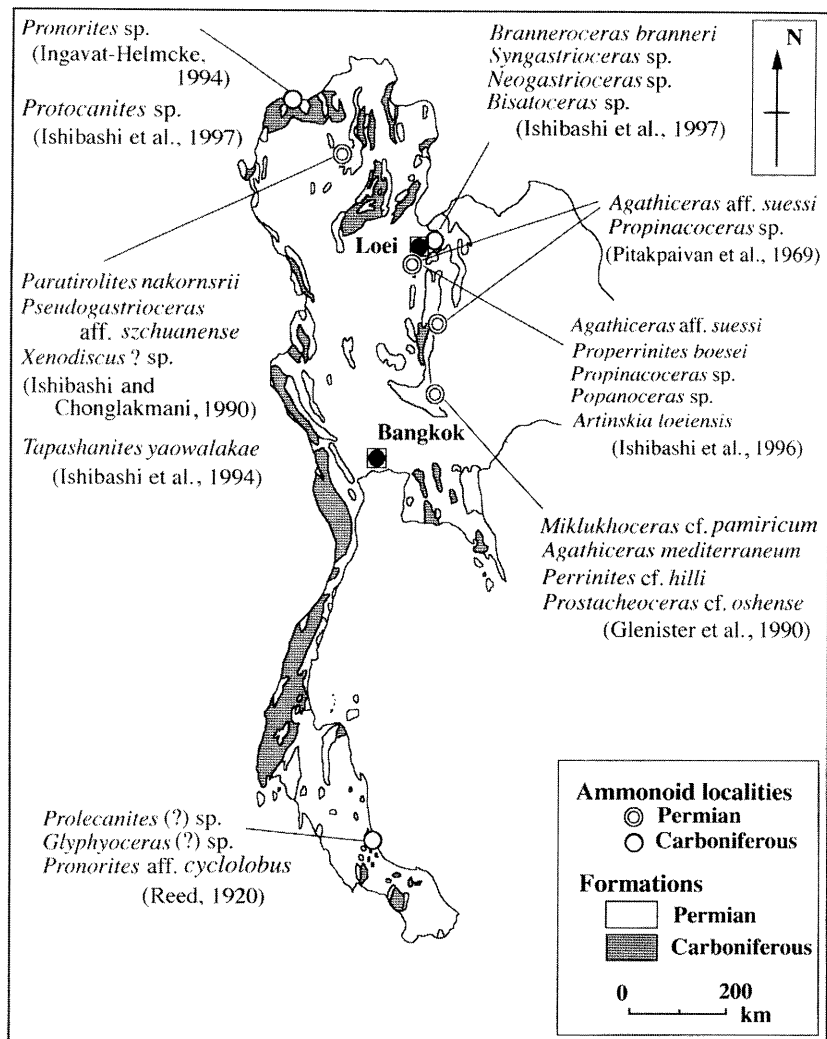 Pronorites sp.
(Ingavat-Helmcke,
1994)
Protocanites sp.
(Ishibashi et al., 1997)
Branneroceras branneri
Syngastrioceras sp.
Neogastrioceras sp.
Bisatoceras sp.
(Ishibashi et al., 1997)
N
Agathiceras aff. suessi
Propinacoceras sp.
(Pitakpaivan et al., 1969)
Loei
Paratirolites nakornsrii
Pseudogastrioceras
aff. szchuanense
Xenodiscus ? sp.
(Ishibashi and
Chonglakmani, 1990)
Tapashanites yaowalakae
(Ishibashi et al., 1994)
Agathiceras aff. suessi
Properrinites boesei
Propinacoceras sp.
Popanoceras sp.
Artinskia loeiensis
(Ishibashi et al., 1996)
Bangkok
Miklukhoceras cf. pamiricum
Agathiceras mediterraneum
Perrinites cf. hilli
Prostacheoceras cf. oshense
(Glenister et al., 1990)
Prolecanites (?) sp.
Glyphyoceras (?) sp.
Pronorites aff. cyclolobus
(Reed, 1920)
Ammonoid localities
Permian
Carboniferous
Formations
Permian
Carboniferous
0 200
km